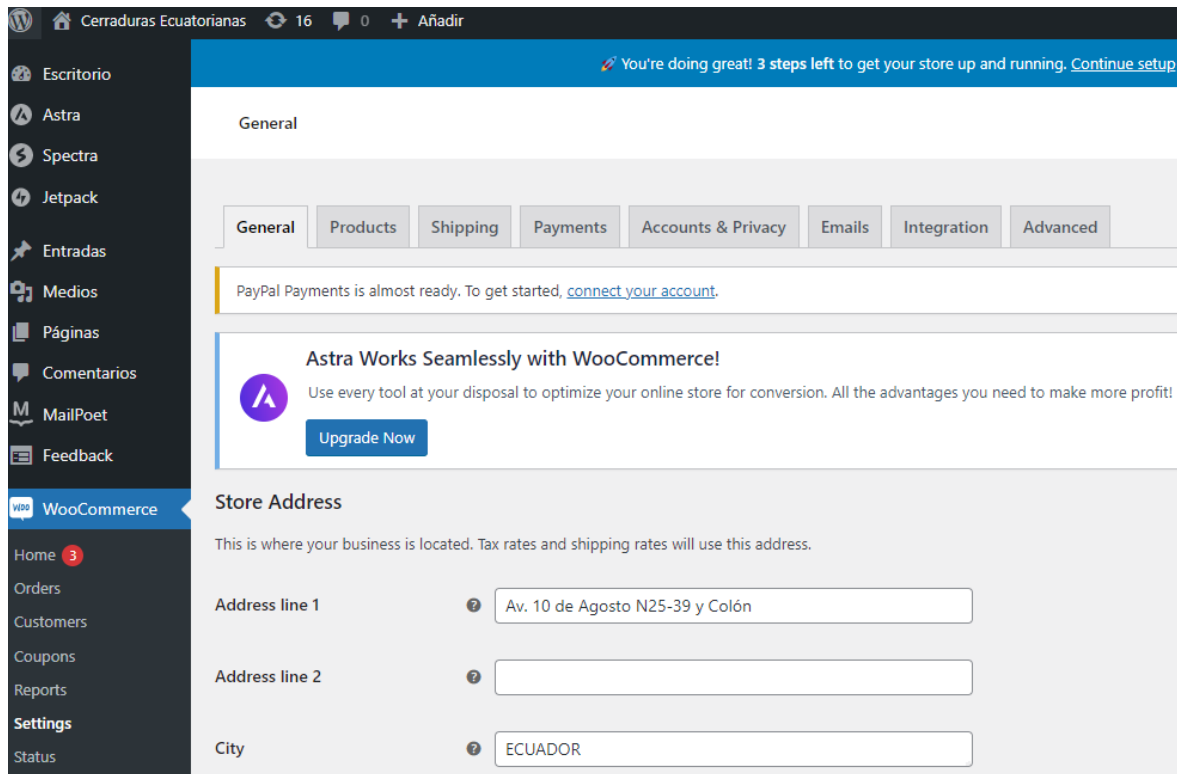 Cerraduras Ecuatorianas 16 0 + Añadir
You're doing great! 3 steps left to get your store up and running. Continue setup
Escritorio
Astra
Spectra
Jetpack
Entradas
Medios
Páginas
Comentarios
MailPoet
Feedback
WooCommerce
Home 3
Orders
Customers
Coupons
Reports
Settings
Status
General
General Products Shipping Payments Accounts & Privacy Emails Integration Advanced
PayPal Payments is almost ready. To get started, connect your account.
Astra Works Seamlessly with WooCommerce!
Use every tool at your disposal to optimize your online store for conversion. All the advantages you need to make more profit!
Upgrade Now
Store Address
This is where your business is located. Tax rates and shipping rates will use this address.
Address line 1 Av. 10 de Agosto N25-39 y Colón
Address line 2
City ECUADOR